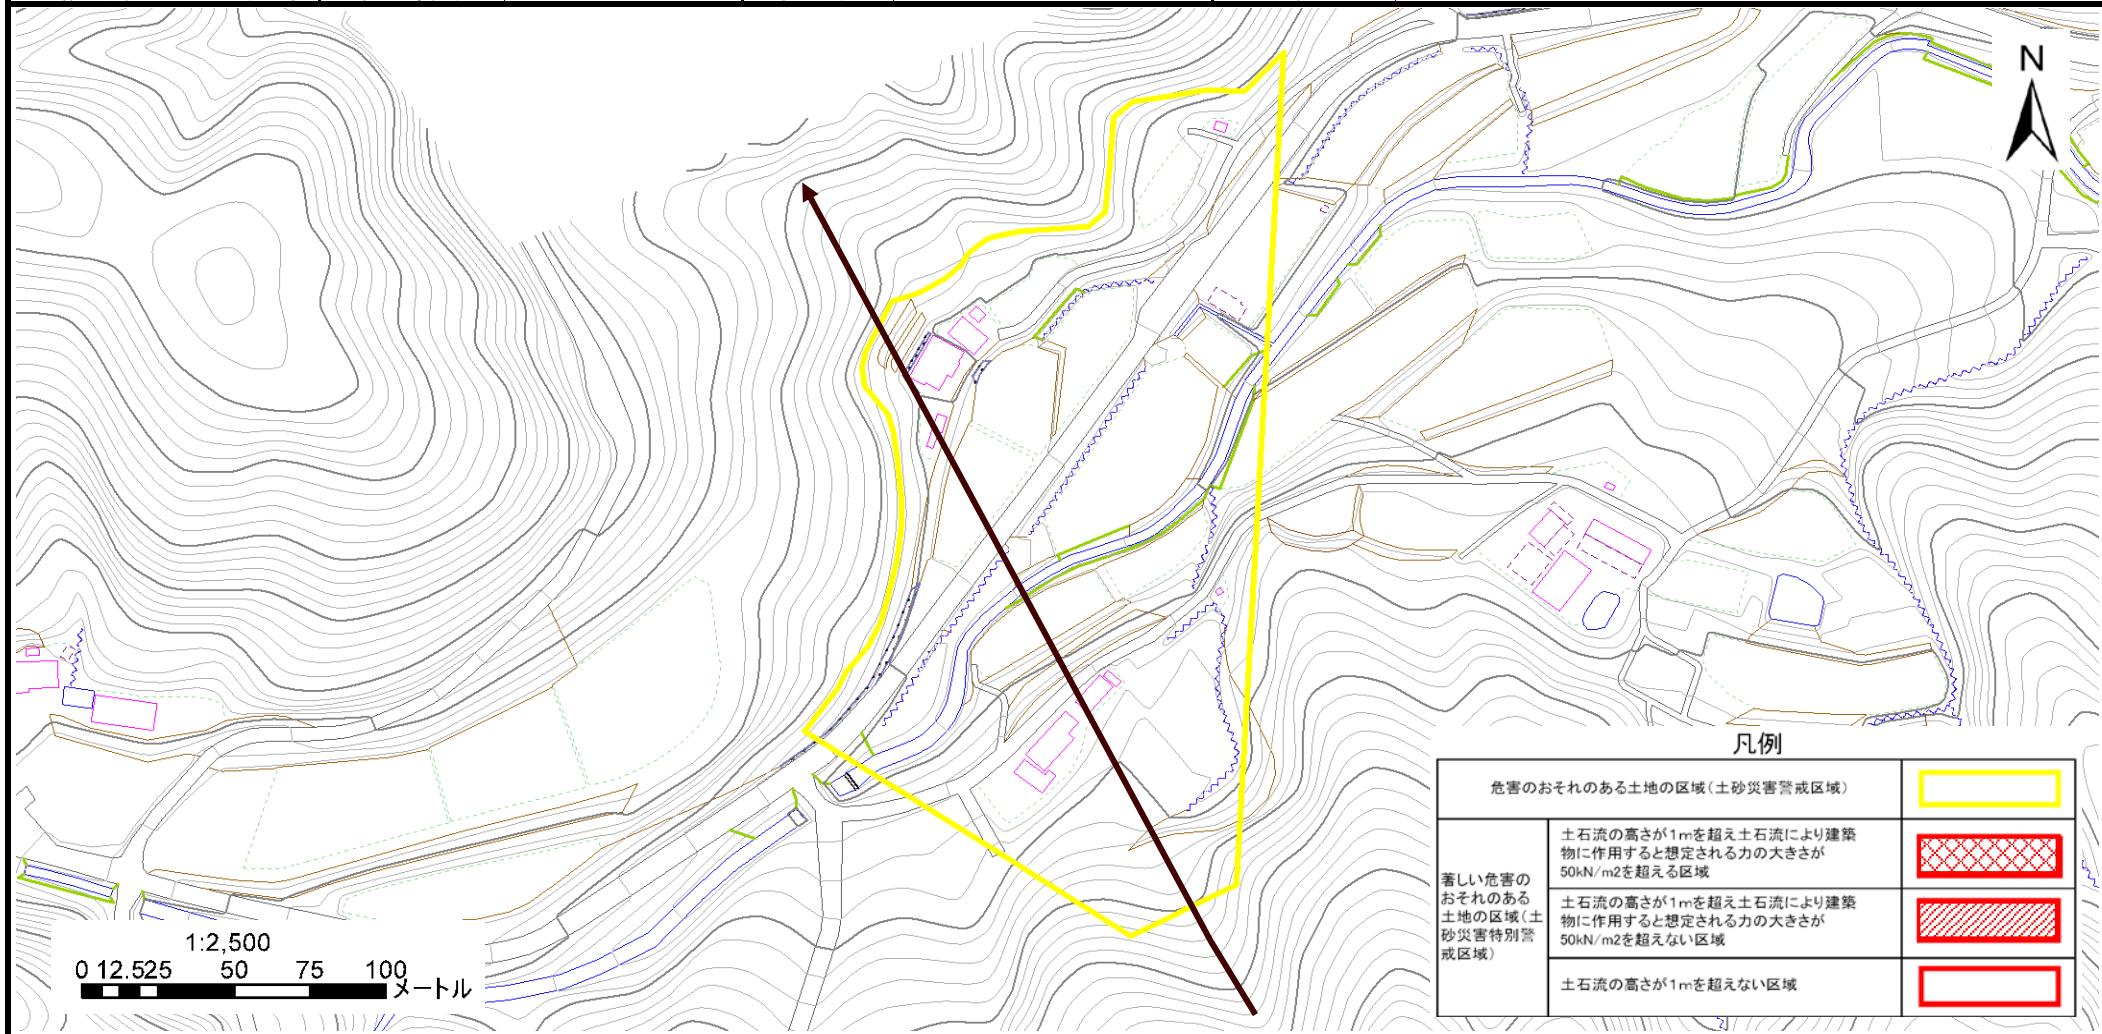 N
凡例
危害のおそれのある土地の区域(土砂災害警戒区域)
著しい危害の
おそれのある
土地の区域(土
砂災害特別警
戒区域)
土石流の高さが1mを超え土石流により建築
物に作用すると想定される力の大きさが
50kN/m2を超える区域
土石流の高さが1mを超え土石流により建築
物に作用すると想定される力の大きさが
50kN/m2を超えない区域
土石流の高さが1mを超えない区域
1:2,500
0 12.525 50 75 100
メートル